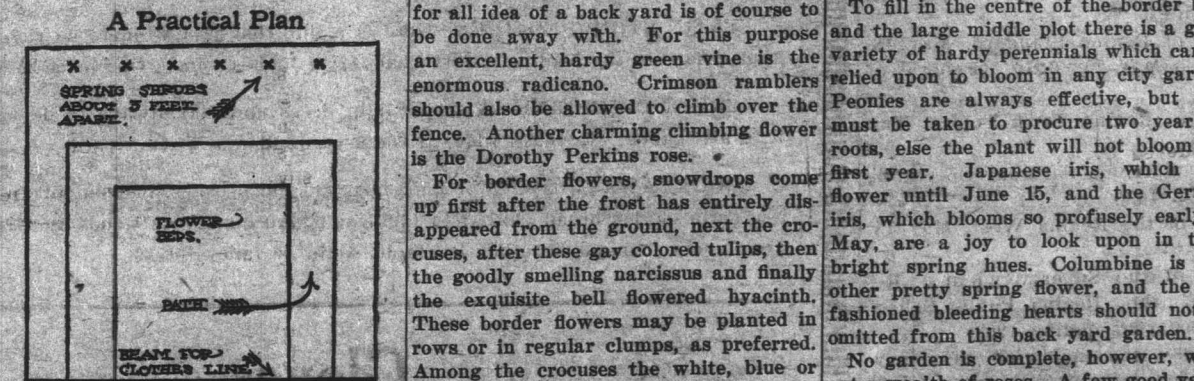 A Practical Plan
SPRING SHRUBS
ABOUT 3 FEET
APART.
FLOWER
BEDS.
PATH
BEAM FOR
CLOTHES LINE
for all idea of a back yard is of course to
be done away with. For this purpose
an excellent, hardy green vine is the
enormous radicano. Crimson ramblers
should also be allowed to climb over the
fence. Another charming climbing flower
is the Dorothy Perkins rose.
For border flowers, snowdrops come
up first after the frost has entirely dis-
appeared from the ground, next the cro-
cuses, after these gay colored tulips, then
the goodly smelling narcissus and finally
the exquisite bell flowered hyacinth.
These border flowers may be planted in
rows or in regular clumps, as preferred.
Among the crocuses the white, blue or
To fill in the centre of the border
and the large middle plot there is a g
variety of hardy perennials which can
relied upon to bloom in any city gar
Peonies are always effective, but
must be taken to procure two year
roots, else the plant will not bloom
first year. Japanese iris, which
flower until June 15, and the Ger
iris, which blooms so profusely earl
May, are a joy to look upon in t
bright spring hues. Columbine is
other pretty spring flower, and the
fashioned bleeding hearts should no
omitted from this back yard garden.
No garden is complete, however, w